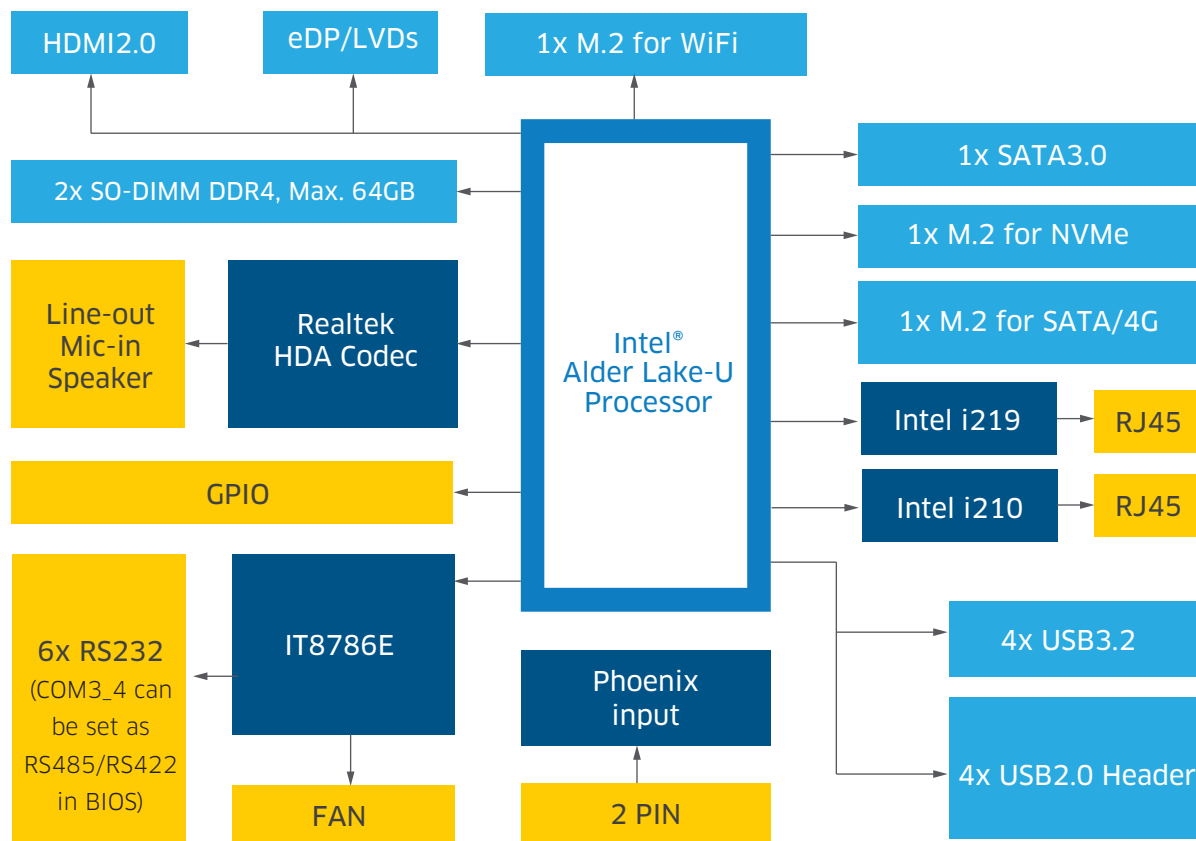 HDMI2.0
eDP/LVDs
1x M.2 for WiFi
1x SATA3.0
2x SO-DIMM DDR4, Max. 64GB
1x M.2 for NVMe
Line-out
Mic-in
Speaker
Realtek
HDA Codec
Intel®
Alder Lake-U
Processor
1x M.2 for SATA/4G
Intel i219
RJ45
GPIO
Intel i210
RJ45
6x RS232
(COM3_4 can
be set as
RS485/RS422
in BIOS)
IT8786E
FAN
Phoenix
input
2 PIN
4x USB3.2
4x USB2.0 Header